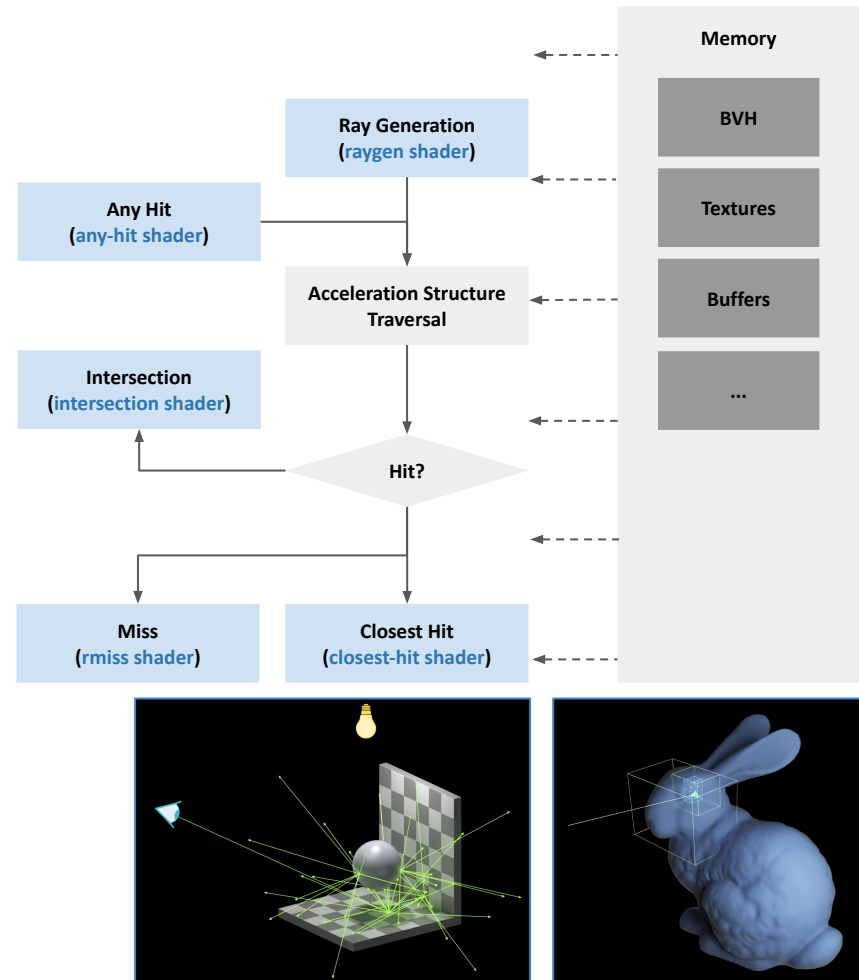 Memory
BVH
Ray Generation
(raygen shader)
Any Hit
(any-hit shader)
Textures
Acceleration Structure
Traversal
Buffers
Intersection
(intersection shader)
...
Hit?
Miss
(rmiss shader)
Closest Hit
(closest-hit shader)